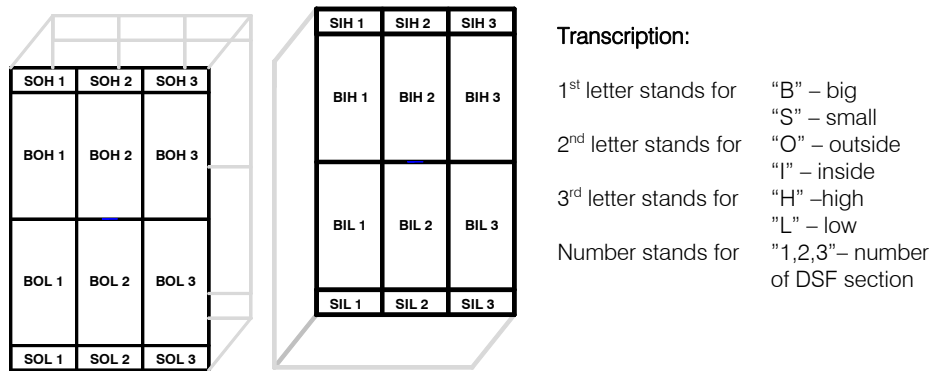 SOH 1 SOH 2 SOH 3
BOH 1 BOH 2 BOH 3
BOL 1 BOL 2 BOL 3
SOL 1 SOL 2 SOL 3
SIH 1 SIH 2 SIH 3
BIH 1 BIH 2 BIH 3
BIL 1 BIL 2 BIL 3
SIL 1 SIL 2 SIL 3
Transcription:
1st letter stands for "B" – big
"S" – small
2nd letter stands for "O" – outside
"I" – inside
3rd letter stands for "H" –high
"L" – low
Number stands for "1,2,3"– number
of DSF section